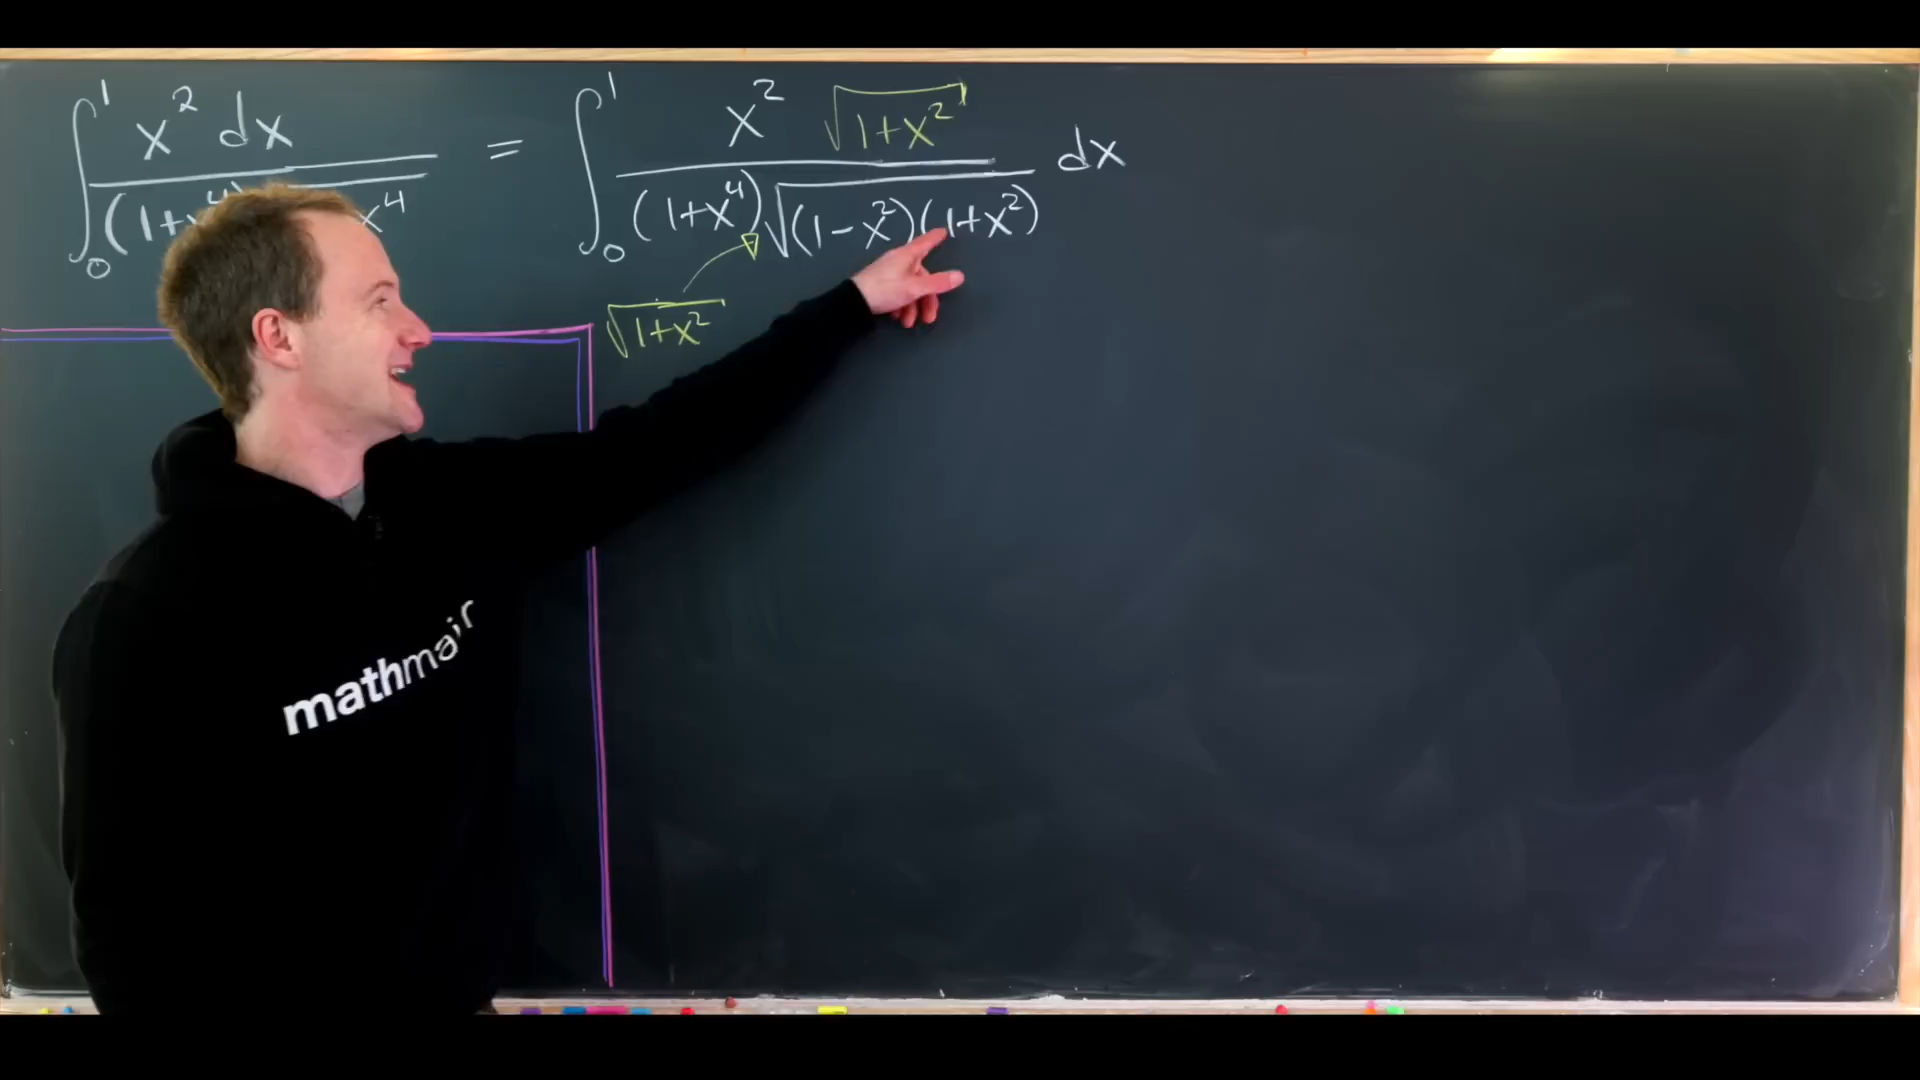 ∫₀¹ x² dx / (1+x⁴) x⁴ = ∫₀¹ x² √(1+x²) / (1+x⁴)√((1-x²)(1+x²)) dx
√(1+x²)
mathmajor